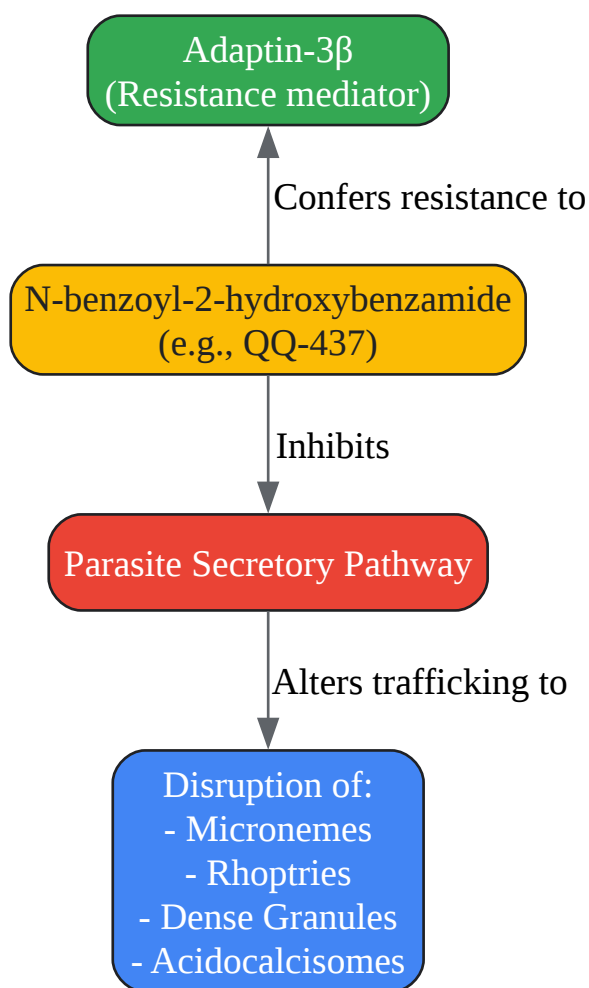 Adaptin-3β
(Resistance mediator)
Confers resistance to
N-benzoyl-2-hydroxybenzamide
(e.g., QQ-437)
Inhibits
Parasite Secretory Pathway
Alters trafficking to
Disruption of:
- Micronemes
- Rhoptries
- Dense Granules
- Acidocalcisomes